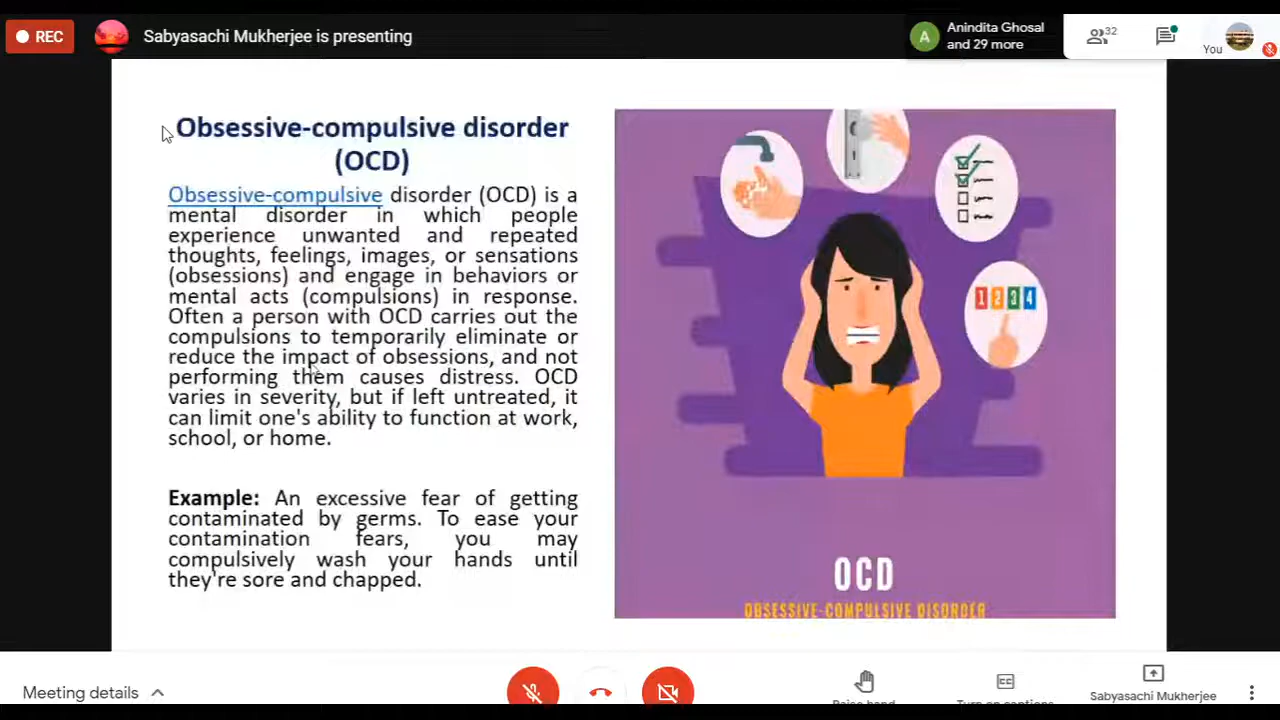 REC
Sabyasachi Mukherjee is presenting
A
Anindita Ghosal
and 29 more
32
You
Obsessive-compulsive disorder
(OCD)
Obsessive-compulsive disorder (OCD) is a
mental disorder in which people
experience unwanted and repeated
thoughts, feelings, images, or sensations
(obsessions) and engage in behaviors or
mental acts (compulsions) in response.
Often a person with OCD carries out the
compulsions to temporarily eliminate or
reduce the impact of obsessions, and not
performing them causes distress. OCD
varies in severity, but if left untreated, it
can limit one's ability to function at work,
school, or home.
Example: An excessive fear of getting
contaminated by germs. To ease your
contamination fears, you may
compulsively wash your hands until
they're sore and chapped.
1 2 3 4
OCD
OBSESSIVE-COMPULSIVE DISORDER
Meeting details
CC
Raise hand
Turn on captions
Sabyasachi Mukherjee